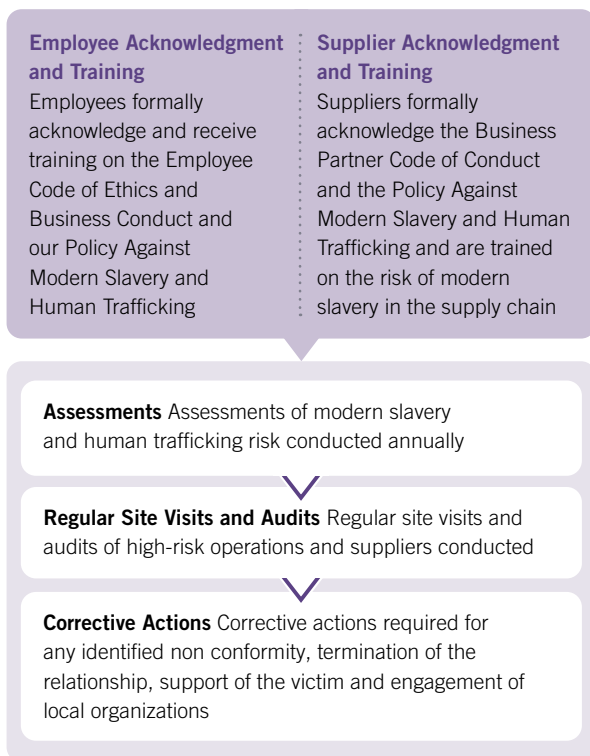 Employee Acknowledgment
and Training
Employees formally
acknowledge and receive
training on the Employee
Code of Ethics and
Business Conduct and
our Policy Against
Modern Slavery and
Human Trafficking
Supplier Acknowledgment
and Training
Suppliers formally
acknowledge the Business
Partner Code of Conduct
and the Policy Against
Modern Slavery and Human
Trafficking and are trained
on the risk of modern
slavery in the supply chain
Assessments Assessments of modern slavery
and human trafficking risk conducted annually
Regular Site Visits and Audits Regular site visits and
audits of high-risk operations and suppliers conducted
Corrective Actions Corrective actions required for
any identified non conformity, termination of the
relationship, support of the victim and engagement of
local organizations